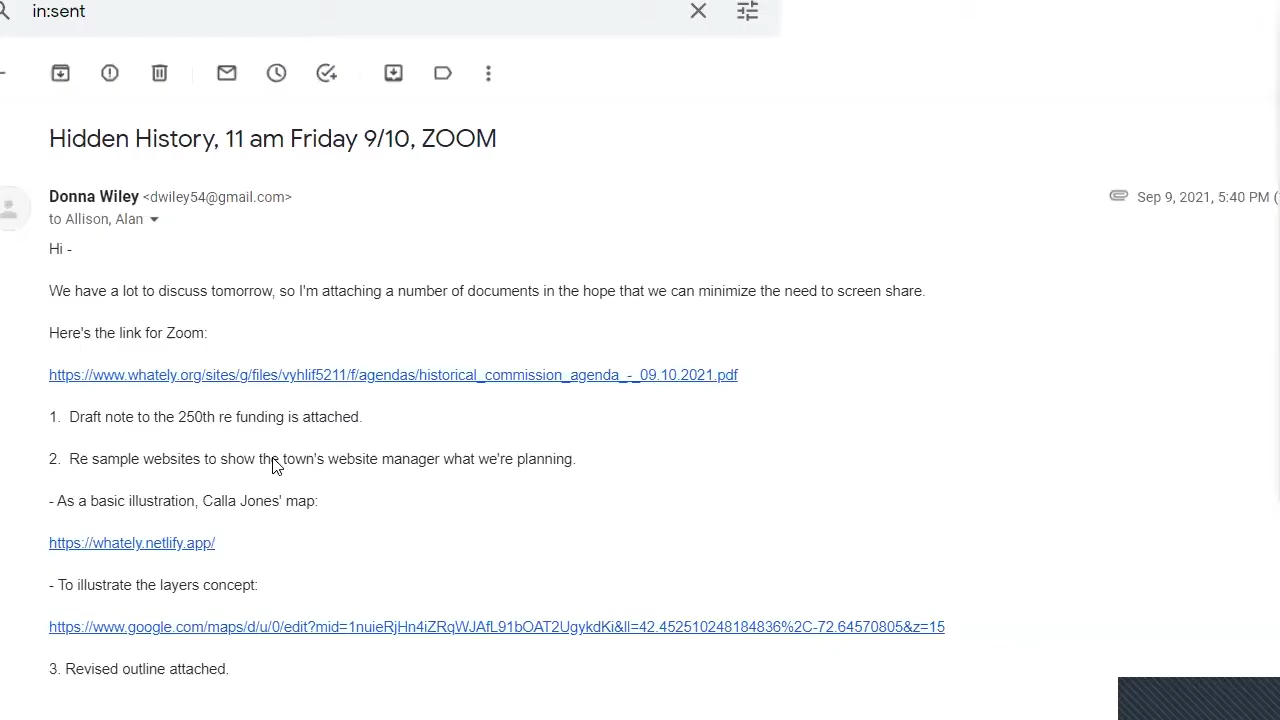 in:sent
Hidden History, 11 am Friday 9/10, ZOOM
Donna Wiley <dwiley54@gmail.com>
Sep 9, 2021, 5:40 PM (
to Allison, Alan
Hi -
We have a lot to discuss tomorrow, so I'm attaching a number of documents in the hope that we can minimize the need to screen share.
Here's the link for Zoom:
https://www.whately.org/sites/g/files/vyhlif5211/f/agendas/historical_commission_agenda_-_09.10.2021.pdf
1. Draft note to the 250th re funding is attached.
2. Re sample websites to show the town's website manager what we're planning.
- As a basic illustration, Calla Jones' map:
https://whately.netlify.app/
- To illustrate the layers concept:
https://www.google.com/maps/d/u/0/edit?mid=1nuieRjHn4iZRqWJAfL91bOAT2UgykdKi&ll=42.452510248184836%2C-72.64570805&z=15
3. Revised outline attached.